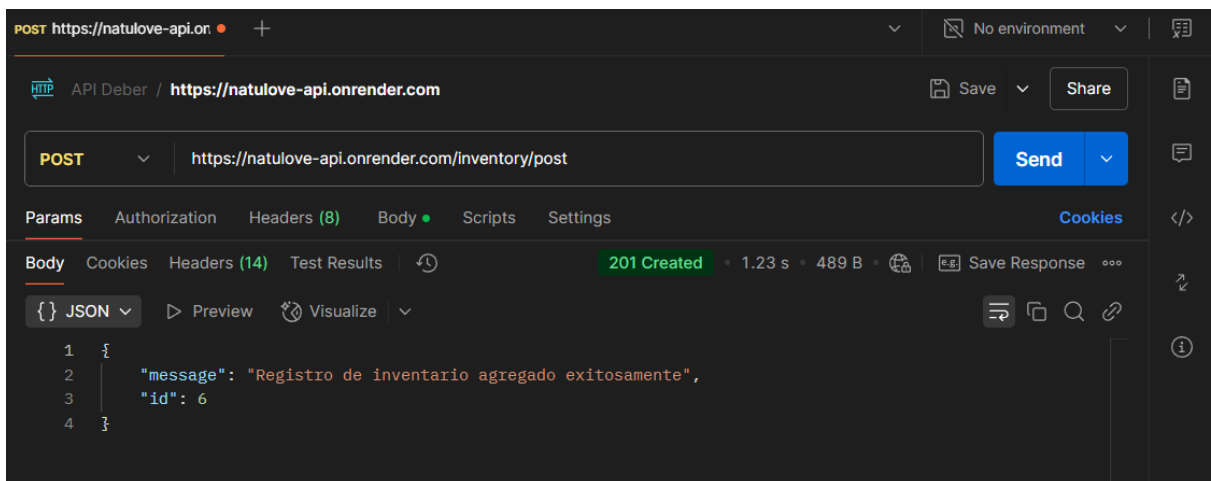 POST https://natulove-api.on No environment
HTTP API Deber / https://natulove-api.onrender.com Save Share
POST https://natulove-api.onrender.com/inventory/post Send
Params Authorization Headers (8) Body Scripts Settings Cookies
Body Cookies Headers (14) Test Results 201 Created • 1.23 s • 489 B • e.g. Save Response
{} JSON Preview Visualize
1 {
2 "message": "Registro de inventario agregado exitosamente",
3 "id": 6
4 }